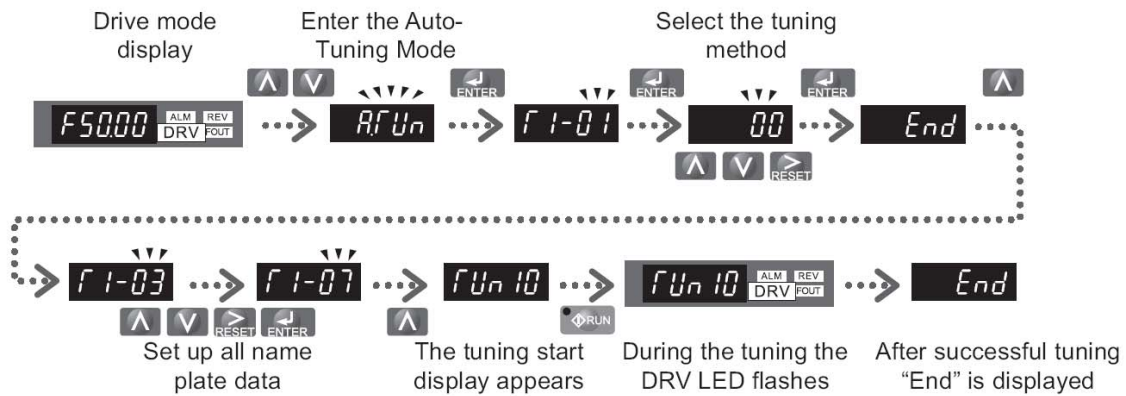 Drive mode
display
Enter the Auto-
Tuning Mode
Select the tuning
method
F50.00
ALM
REV
DRV
FOUT
A.TUn
ENTER
T1-01
ENTER
00
RESET
ENTER
End
T1-03
RESET
ENTER
T1-07
TUn10
RUN
TUn10
ALM
REV
DRV
FOUT
End
Set up all name
plate data
The tuning start
display appears
During the tuning the
DRV LED flashes
After successful tuning
“End” is displayed